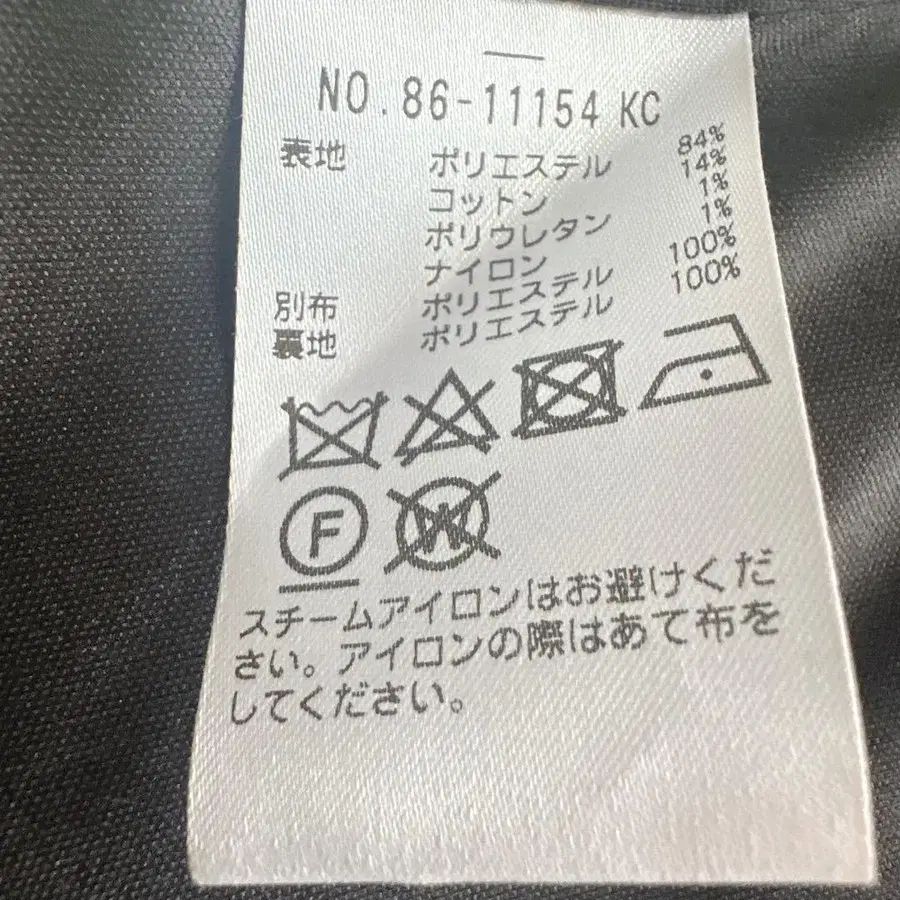 NO.86-11154 KC
表地 ポリエステル 84%
コットン 14%
ポリウレタン 1%
ナイロン 1%
別布 ポリエステル 100%
裏地 ポリエステル 100%
F W
スチームアイロンはお避けくだ
さい。アイロンの際はあて布を
してください。